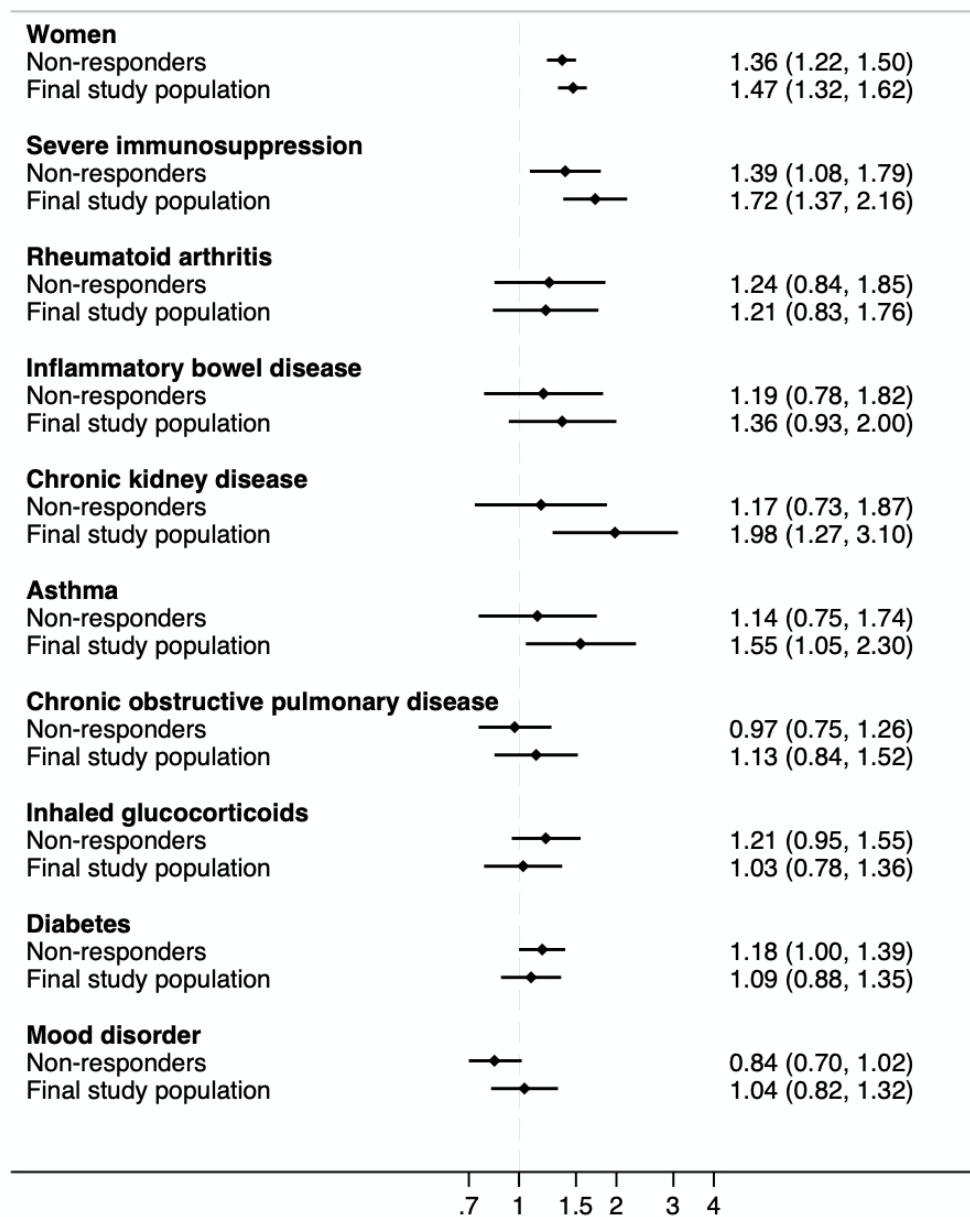 Women
Non-responders 1.36 (1.22, 1.50)
Final study population 1.47 (1.32, 1.62)
Severe immunosuppression
Non-responders 1.39 (1.08, 1.79)
Final study population 1.72 (1.37, 2.16)
Rheumatoid arthritis
Non-responders 1.24 (0.84, 1.85)
Final study population 1.21 (0.83, 1.76)
Inflammatory bowel disease
Non-responders 1.19 (0.78, 1.82)
Final study population 1.36 (0.93, 2.00)
Chronic kidney disease
Non-responders 1.17 (0.73, 1.87)
Final study population 1.98 (1.27, 3.10)
Asthma
Non-responders 1.14 (0.75, 1.74)
Final study population 1.55 (1.05, 2.30)
Chronic obstructive pulmonary disease
Non-responders 0.97 (0.75, 1.26)
Final study population 1.13 (0.84, 1.52)
Inhaled glucocorticoids
Non-responders 1.21 (0.95, 1.55)
Final study population 1.03 (0.78, 1.36)
Diabetes
Non-responders 1.18 (1.00, 1.39)
Final study population 1.09 (0.88, 1.35)
Mood disorder
Non-responders 0.84 (0.70, 1.02)
Final study population 1.04 (0.82, 1.32)
.7 1 1.5 2 3 4